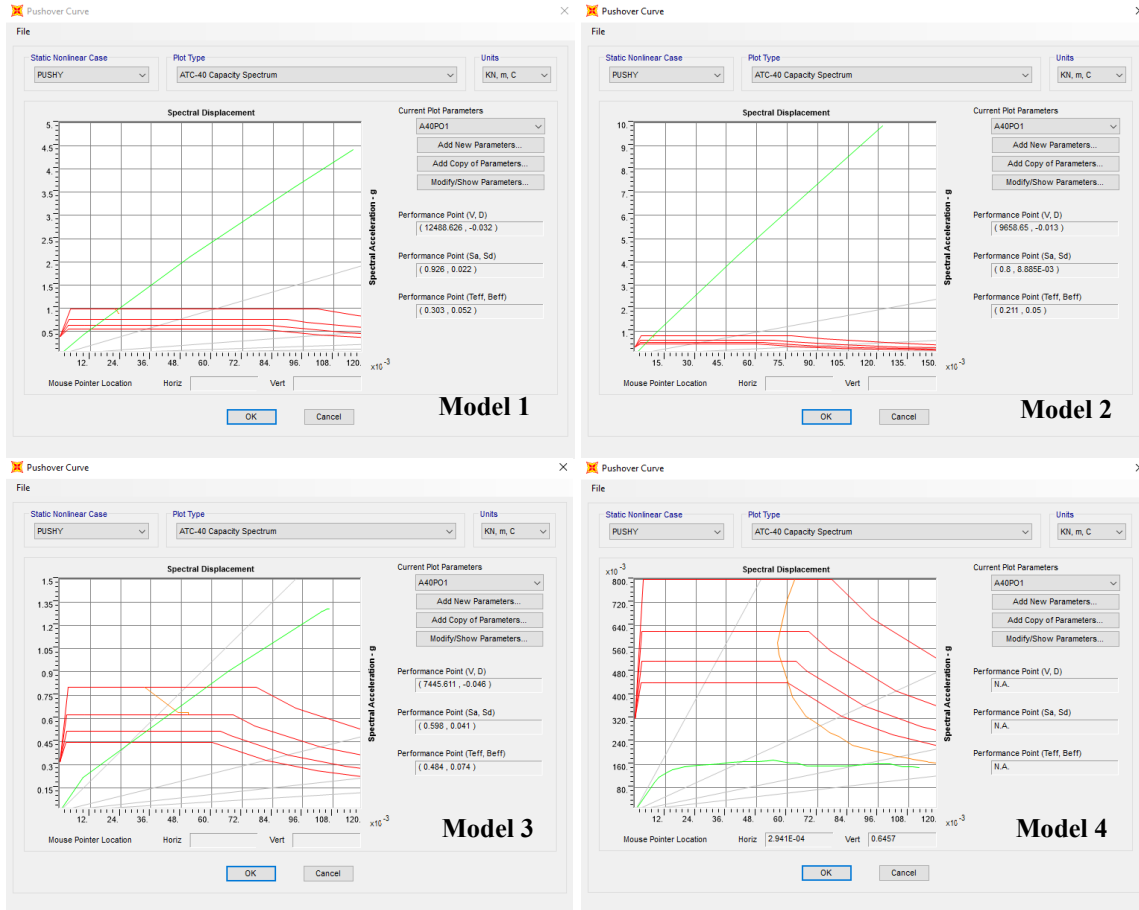 Pushover Curve
File
Static Nonlinear Case
PUSHY
Plot Type
ATC-40 Capacity Spectrum
Units
KN, m, C
Spectral Displacement
5.
4.5
4.
3.5
3.
2.5
2.
1.5
1.
0.5
12. 24. 36. 48. 60. 72. 84. 96. 108. 120.
x10-3
Spectral Acceleration - g
Current Plot Parameters
A40PO1
Add New Parameters...
Add Copy of Parameters...
Modify/Show Parameters...
Performance Point (V, D)
( 12488.626 , -0.032 )
Performance Point (Sa, Sd)
( 0.926 , 0.022 )
Performance Point (Teff, Beff)
( 0.303 , 0.052 )
Mouse Pointer Location Horiz Vert
OK Cancel
Model 1
Pushover Curve
File
Static Nonlinear Case
PUSHY
Plot Type
ATC-40 Capacity Spectrum
Units
KN, m, C
Spectral Displacement
10.
9.
8.
7.
6.
5.
4.
3.
2.
1.
15. 30. 45. 60. 75. 90. 105. 120. 135. 150.
x10-3
Spectral Acceleration - g
Current Plot Parameters
A40PO1
Add New Parameters...
Add Copy of Parameters...
Modify/Show Parameters...
Performance Point (V, D)
( 9658.65 , -0.013 )
Performance Point (Sa, Sd)
( 0.8 , 8.885E-03 )
Performance Point (Teff, Beff)
( 0.211 , 0.05 )
Mouse Pointer Location Horiz Vert
OK Cancel
Model 2
Pushover Curve
File
Static Nonlinear Case
PUSHY
Plot Type
ATC-40 Capacity Spectrum
Units
KN, m, C
Spectral Displacement
1.5
1.35
1.2
1.05
0.9
0.75
0.6
0.45
0.3
0.15
12. 24. 36. 48. 60. 72. 84. 96. 108. 120.
x10-3
Spectral Acceleration - g
Current Plot Parameters
A40PO1
Add New Parameters...
Add Copy of Parameters...
Modify/Show Parameters...
Performance Point (V, D)
( 7445.611 , -0.046 )
Performance Point (Sa, Sd)
( 0.598 , 0.041 )
Performance Point (Teff, Beff)
( 0.484 , 0.074 )
Mouse Pointer Location Horiz Vert
OK Cancel
Model 3
Pushover Curve
File
Static Nonlinear Case
PUSHY
Plot Type
ATC-40 Capacity Spectrum
Units
KN, m, C
Spectral Displacement
x10-3
800.
720.
640.
560.
480.
400.
320.
240.
160.
80.
12. 24. 36. 48. 60. 72. 84. 96. 108. 120.
x10-3
Spectral Acceleration - g
Current Plot Parameters
A40PO1
Add New Parameters...
Add Copy of Parameters...
Modify/Show Parameters...
Performance Point (V, D)
N.A.
Performance Point (Sa, Sd)
N.A.
Performance Point (Teff, Beff)
N.A.
Mouse Pointer Location Horiz 2.941E-04 Vert 0.6457
OK Cancel
Model 4